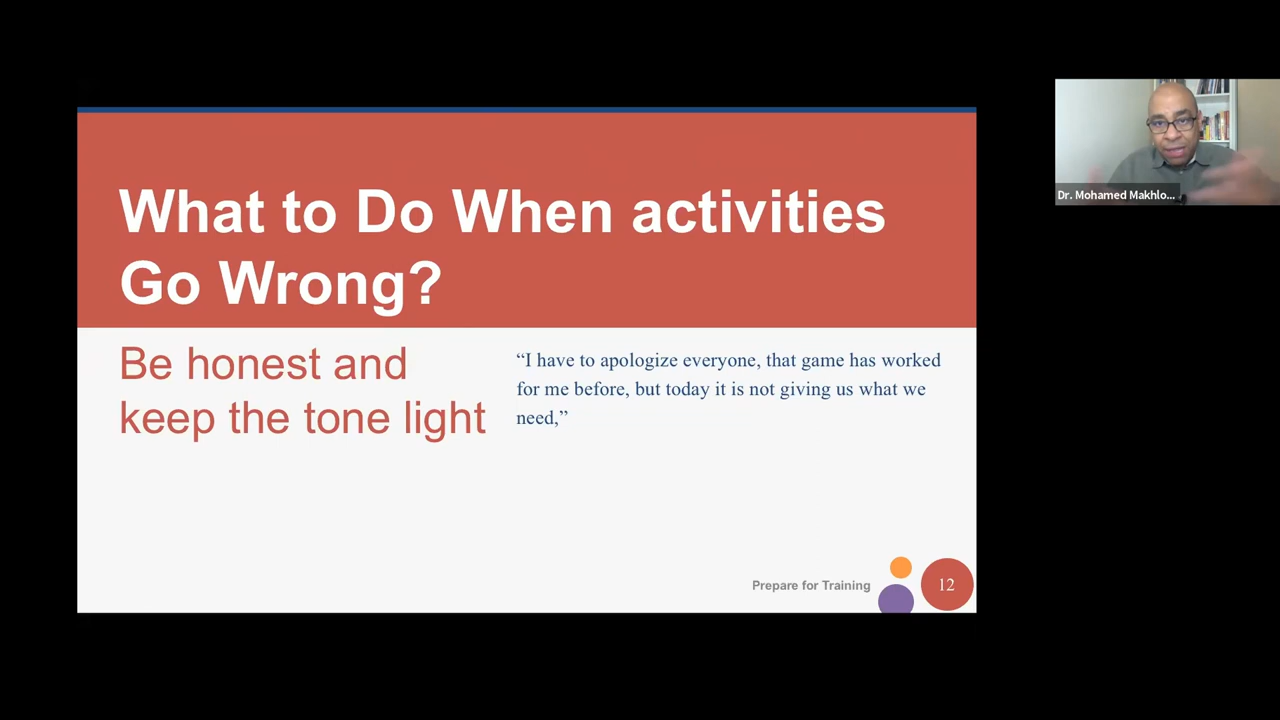 What to Do When activities
Go Wrong?
Be honest and
keep the tone light
“I have to apologize everyone, that game has worked
for me before, but today it is not giving us what we
need,”
Prepare for Training
12
Dr. Mohamed Makhlo...